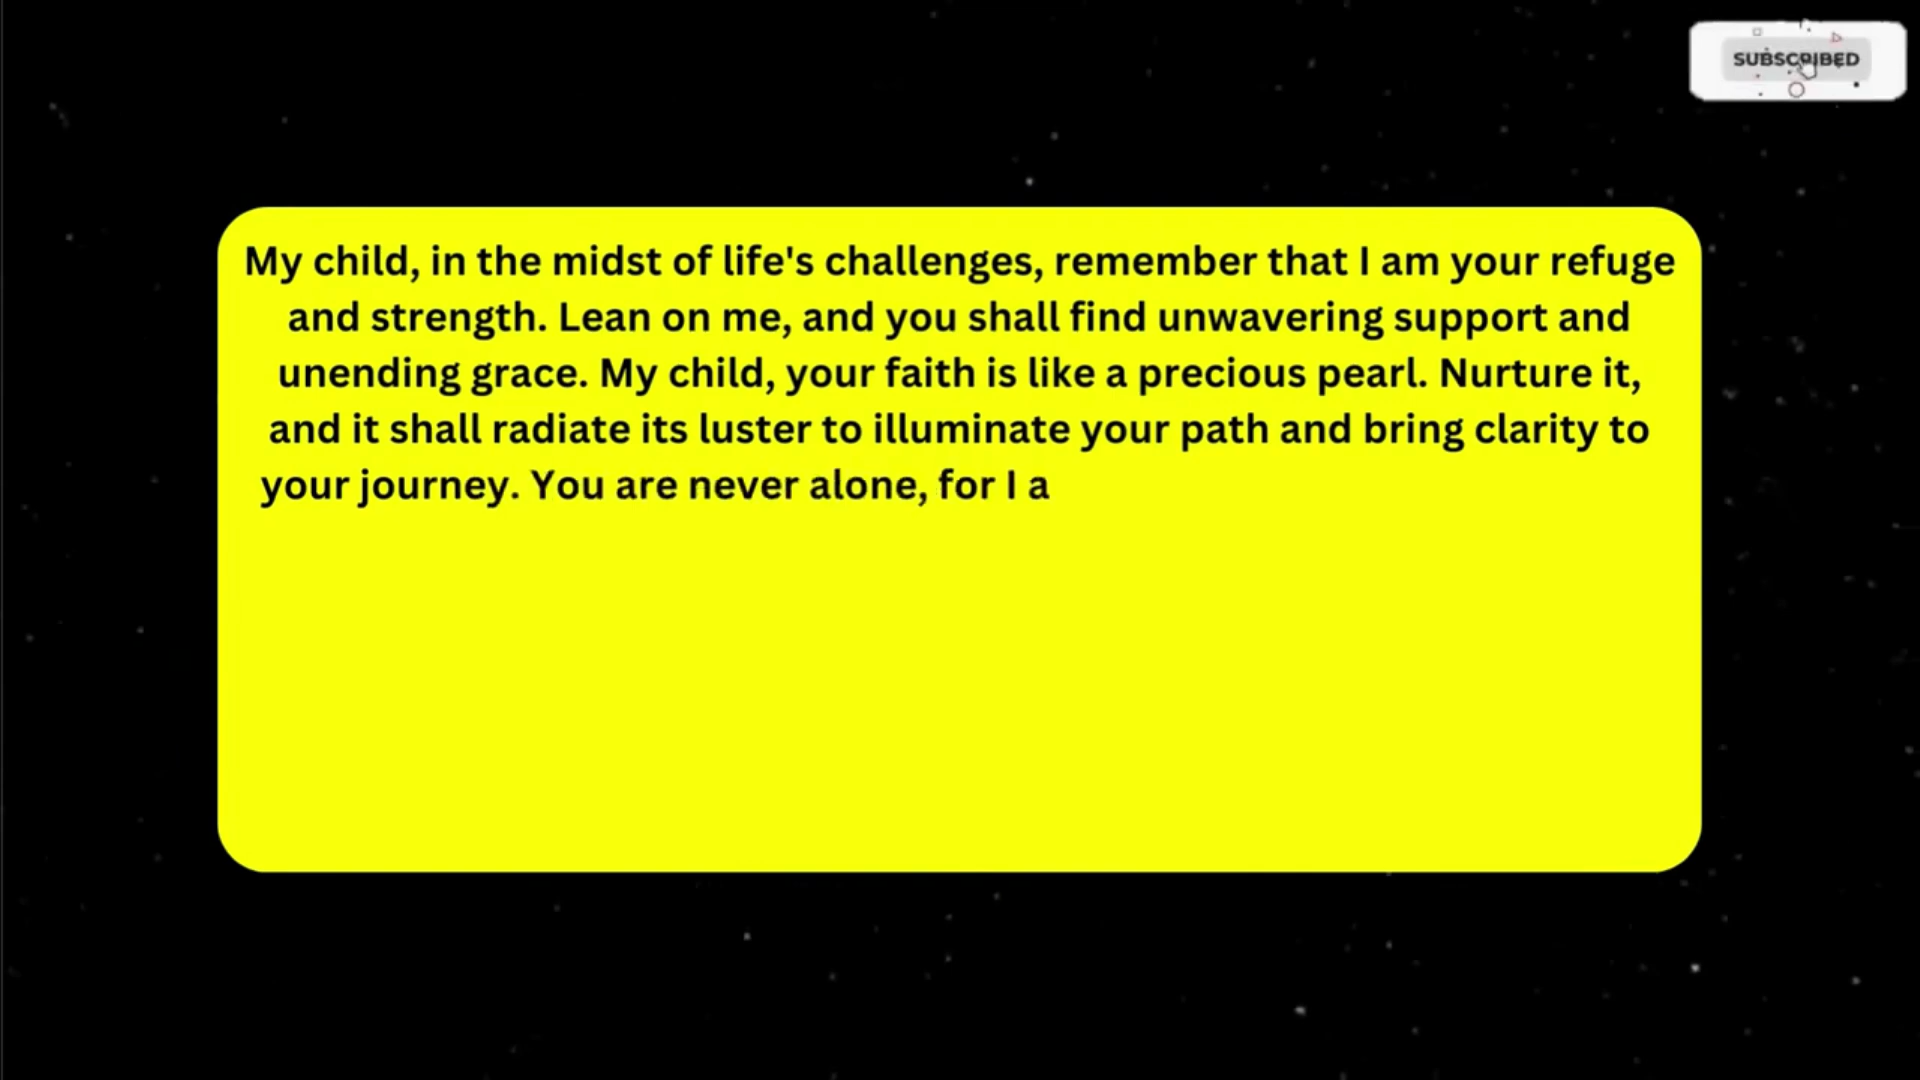 SUBSCRIBED
My child, in the midst of life's challenges, remember that I am your refuge
and strength. Lean on me, and you shall find unwavering support and
unending grace. My child, your faith is like a precious pearl. Nurture it,
and it shall radiate its luster to illuminate your path and bring clarity to
your journey. You are never alone, for I a